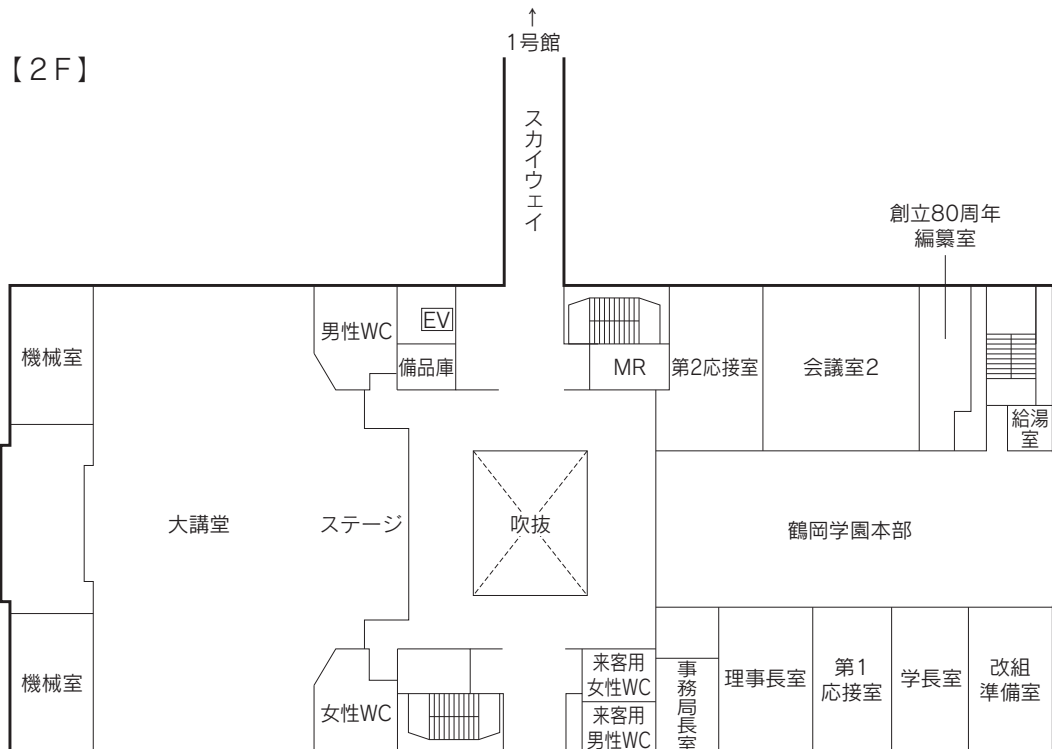 ↑
1号館
【2F】
スカイウェイ
創立80周年
編纂室
機械室
男性WC
EV
備品庫
MR
第2応接室
会議室2
給湯
室
大講堂
ステージ
吹抜
鶴岡学園本部
機械室
女性WC
来客用
女性WC
来客用
男性WC
事務局長室
理事長室
第1
応接室
学長室
改組
準備室